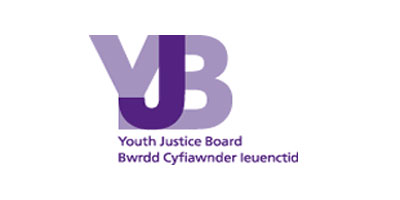 YJB
Youth Justice Board
Bwrdd Cyfiawnder Ieuenctid